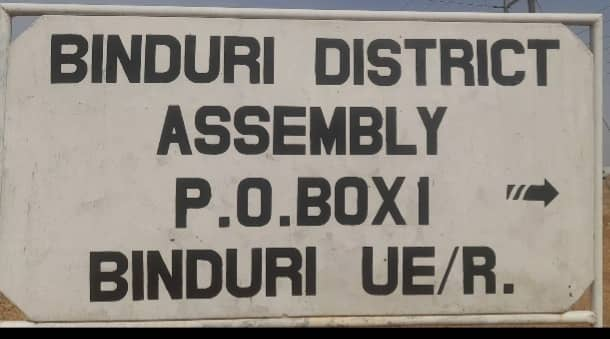 BINDURI DISTRICT
ASSEMBLY
P.O.BOX1
BINDURI UE/R.